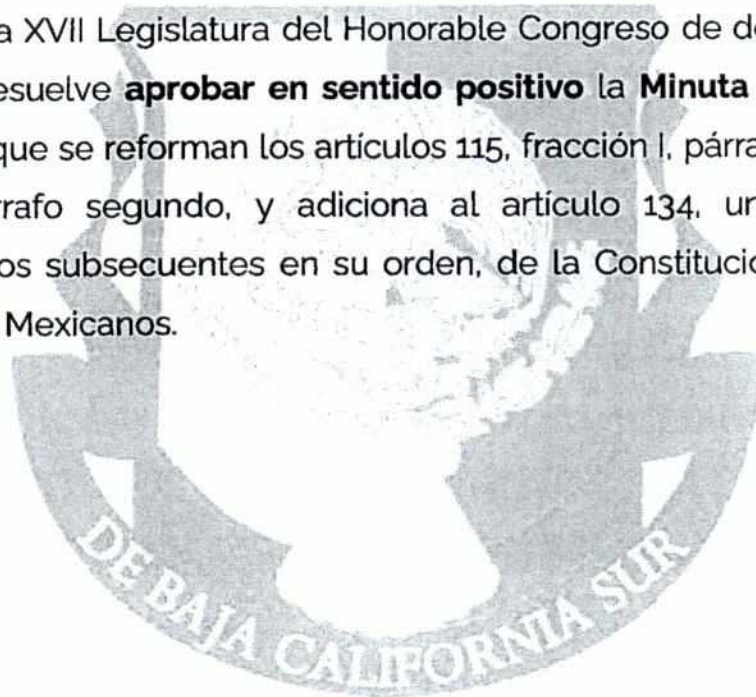 a XVII Legislatura del Honorable Congreso de d
esuelve aprobar en sentido positivo la Minuta
que se reforman los artículos 115, fracción I, párra
rafo segundo, y adiciona al artículo 134, un
os subsecuentes en su orden, de la Constitució
Mexicanos.
DE BAJA CALIFORNIA SUR